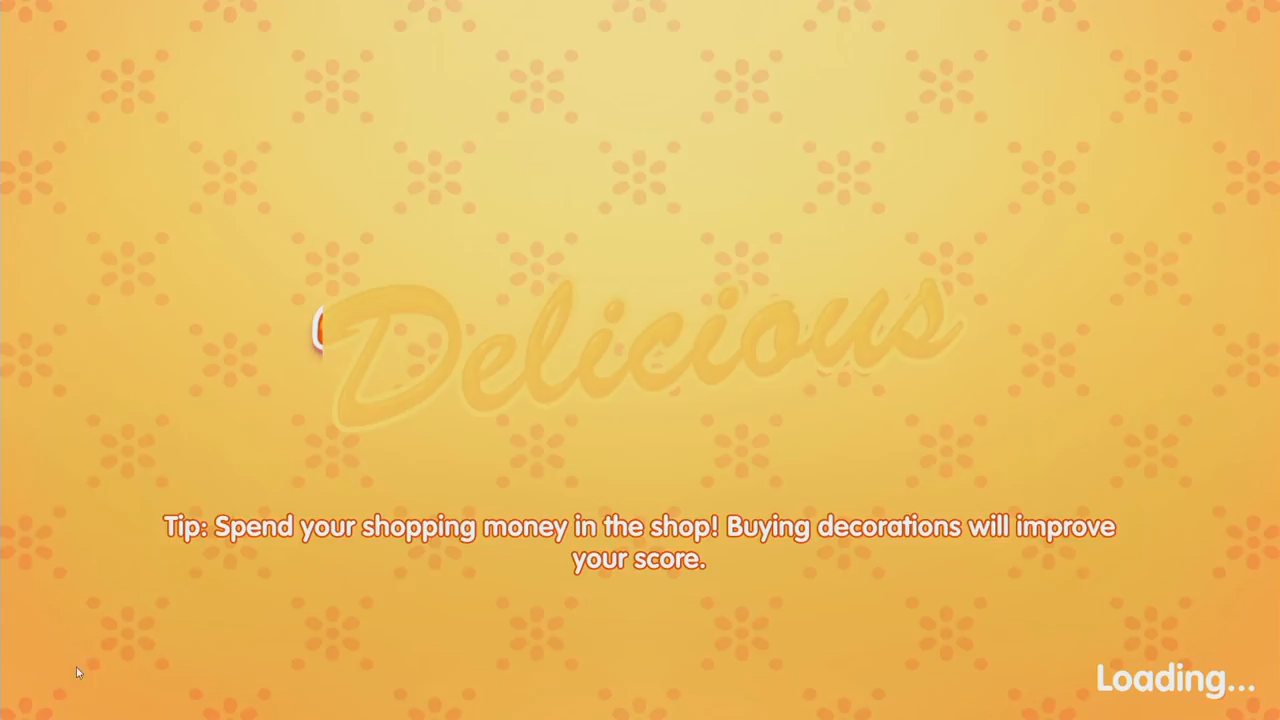 Delicious
Tip: Spend your shopping money in the shop! Buying decorations will improve
your score.
Loading...